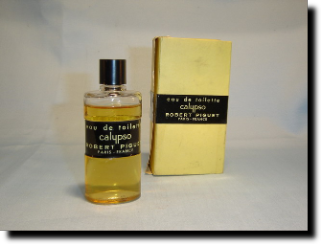 eau de toilette
calypso
ROBERT PIGUET
PARIS - FRANCE
eau de toilette
calypso
ROBERT PIGUET
PARIS - FRANCE